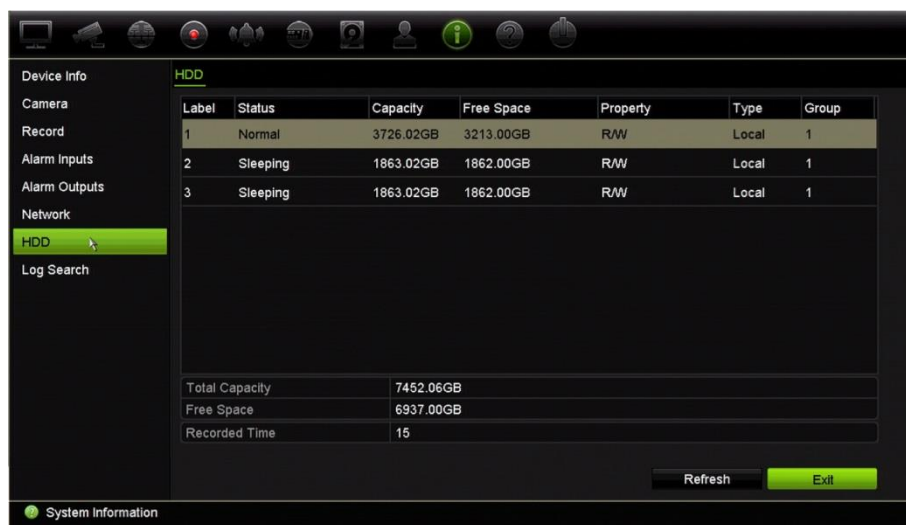 Device Info
HDD
Camera
Label Status Capacity Free Space Property Type Group
Record
1 Normal 3726.02GB 3213.00GB R/W Local 1
Alarm Inputs
2 Sleeping 1863.02GB 1862.00GB R/W Local 1
Alarm Outputs
3 Sleeping 1863.02GB 1862.00GB R/W Local 1
Network
HDD
Log Search
Total Capacity 7452.06GB
Free Space 6937.00GB
Recorded Time 15
Refresh Exit
System Information